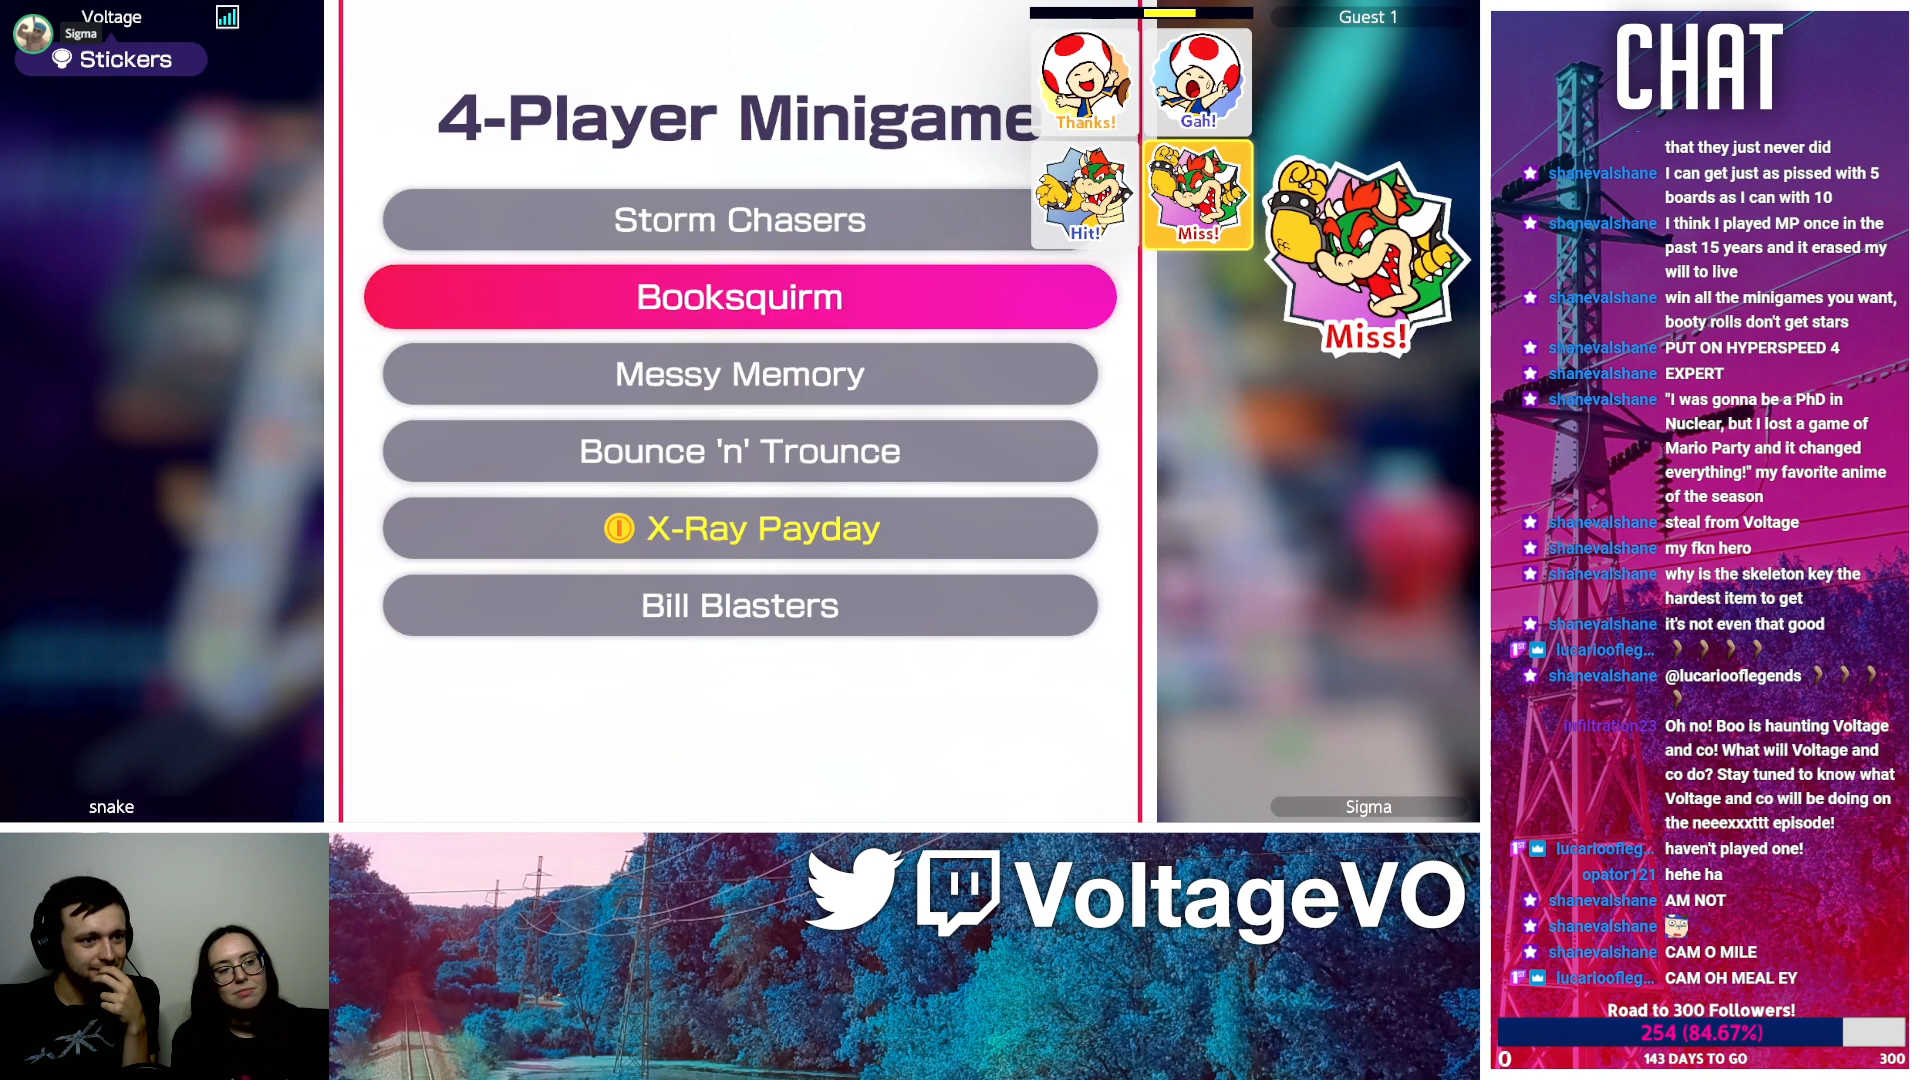 Voltage
Sigma
Stickers
snake
4-Player Minigame
Storm Chasers
Booksquirm
Messy Memory
Bounce 'n' Trounce
X-Ray Payday
Bill Blasters
Thanks!
Gah!
Hit!
Miss!
Guest 1
Miss!
Sigma
VoltageVO
CHAT
that they just never did
shanevalshane I can get just as pissed with 5
boards as I can with 10
shanevalshane I think I played MP once in the
past 15 years and it erased my
will to live
shanevalshane win all the minigames you want,
booty rolls don't get stars
shanevalshane PUT ON HYPERSPEED 4
shanevalshane EXPERT
shanevalshane "I was gonna be a PhD in
Nuclear, but I lost a game of
Mario Party and it changed
everything!" my favorite anime
of the season
shanevalshane steal from Voltage
shanevalshane my fkn hero
shanevalshane why is the skeleton key the
hardest item to get
shanevalshane it's not even that good
1ST lucarioofleg...
shanevalshane @lucariooflegends
infiltration23 Oh no! Boo is haunting Voltage
and co! What will Voltage and
co do? Stay tuned to know what
Voltage and co will be doing on
the neeexxxttt episode!
1ST lucarioofleg... haven't played one!
opator121 hehe ha
shanevalshane AM NOT
shanevalshane
shanevalshane CAM O MILE
1ST lucarioofleg... CAM OH MEAL EY
Road to 300 Followers!
254 (84.67%)
0 143 DAYS TO GO 300